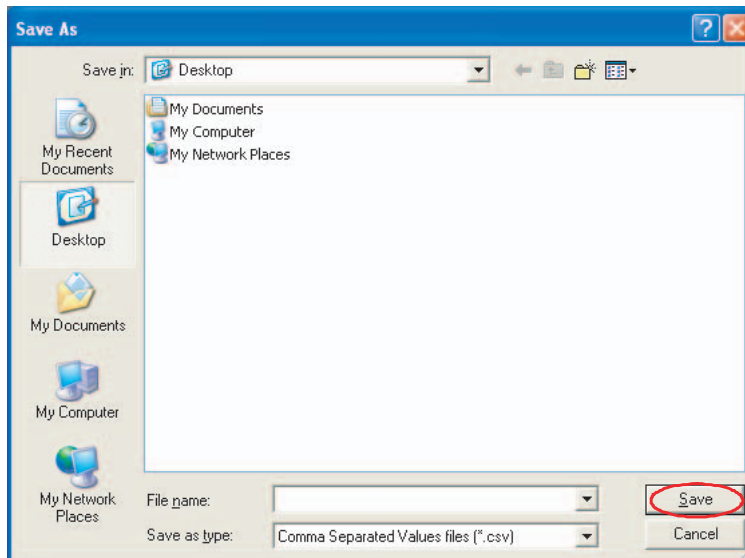 Save As
Save in: Desktop
My Documents
My Computer
My Network Places
My Recent
Documents
Desktop
My Documents
My Computer
My Network
Places
File name:
Save
Save as type: Comma Separated Values files (*.csv)
Cancel